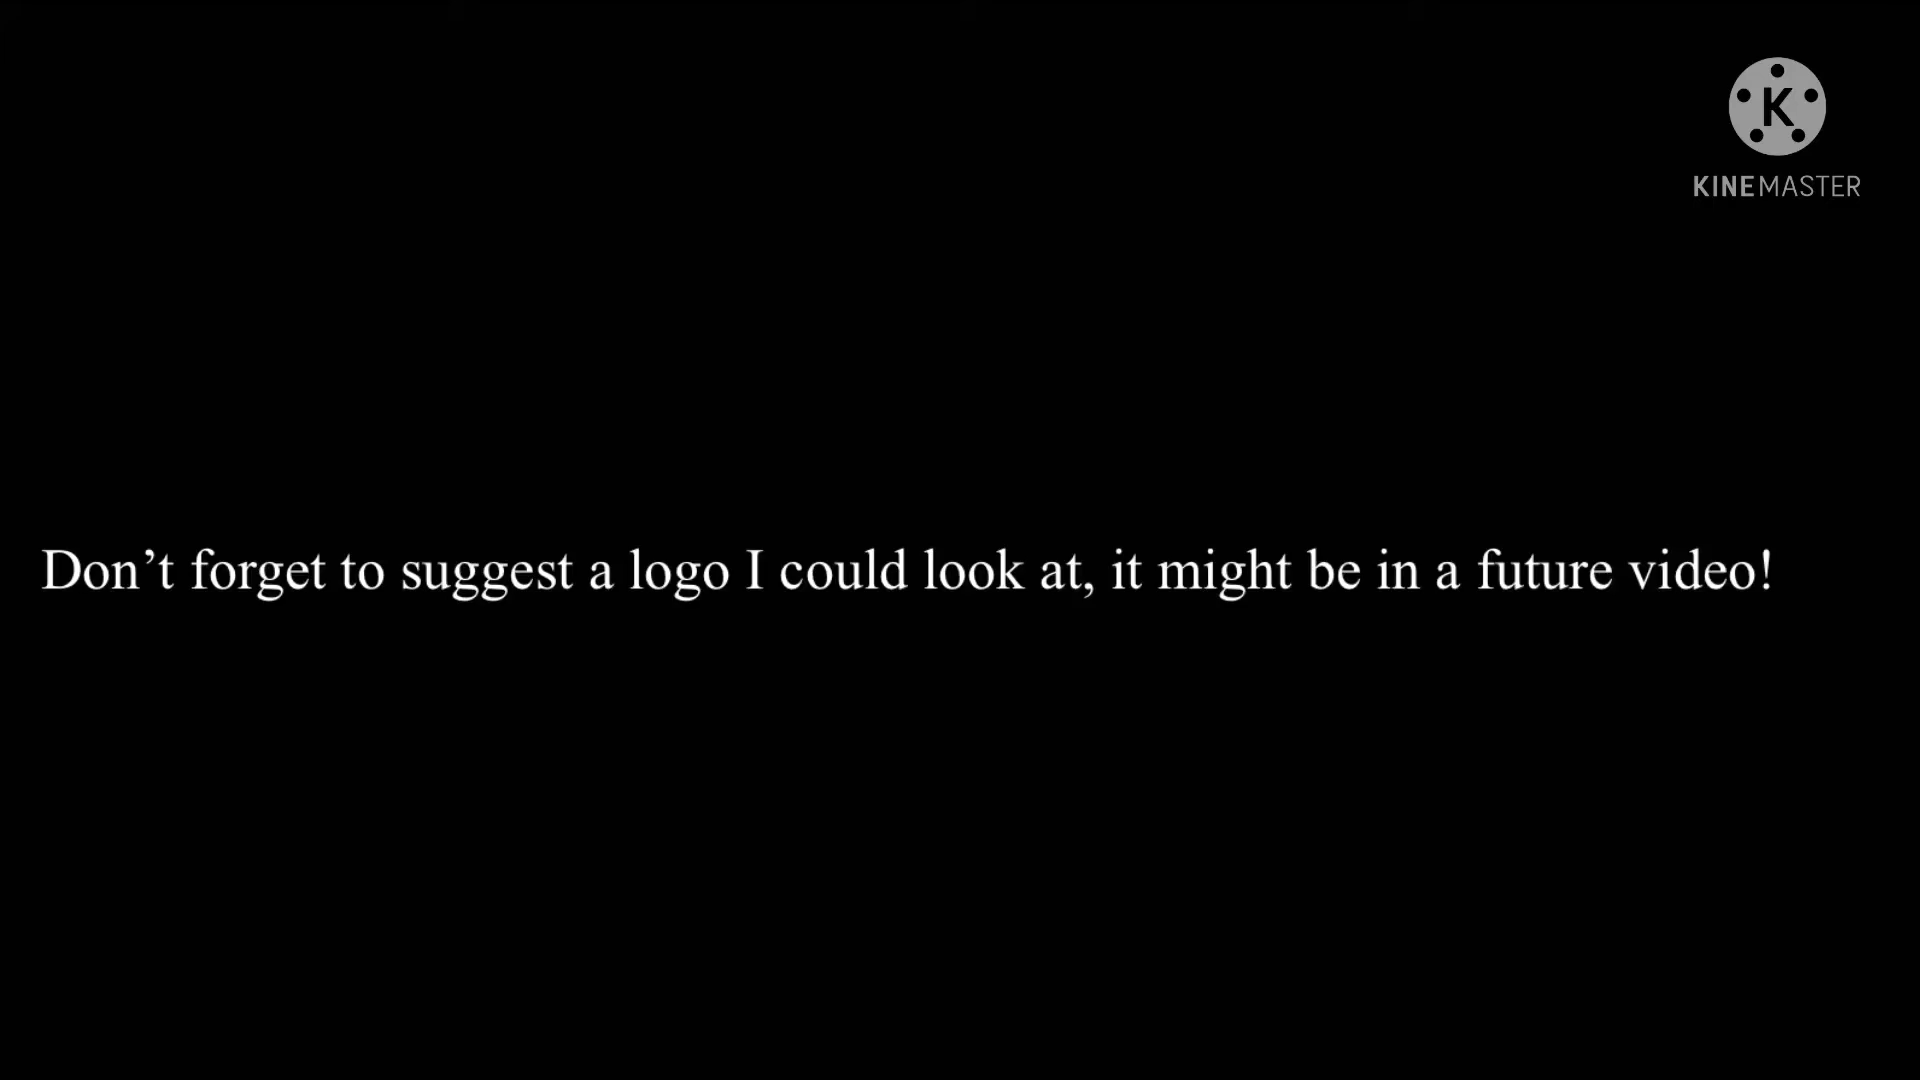 K
KINEMASTER
Don’t forget to suggest a logo I could look at, it might be in a future video!